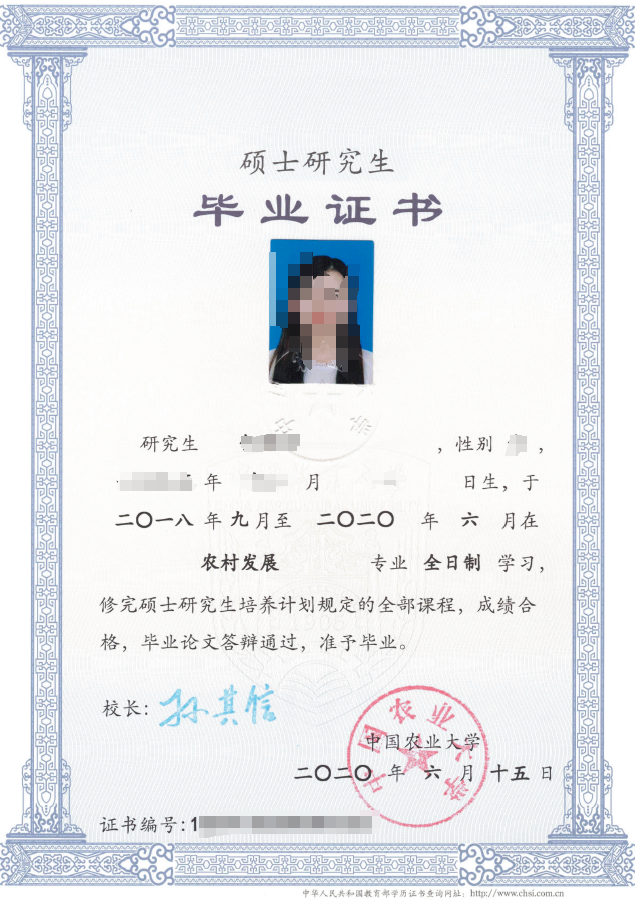 硕士研究生
毕业证书
研究生 ，性别 ，
年 月 日生，于
二〇一八 年 九 月至 二〇二〇 年 六 月在
农村发展 专业 全日制 学习，
修完硕士研究生培养计划规定的全部课程，成绩合
格，毕业论文答辩通过，准予毕业。
校长：孙其信
中国农业大学
中国农业大学
二〇二〇 年 六 月 十五 日
证书编号：1
中华人民共和国教育部学历证书查询网址：http://www.chsi.com.cn